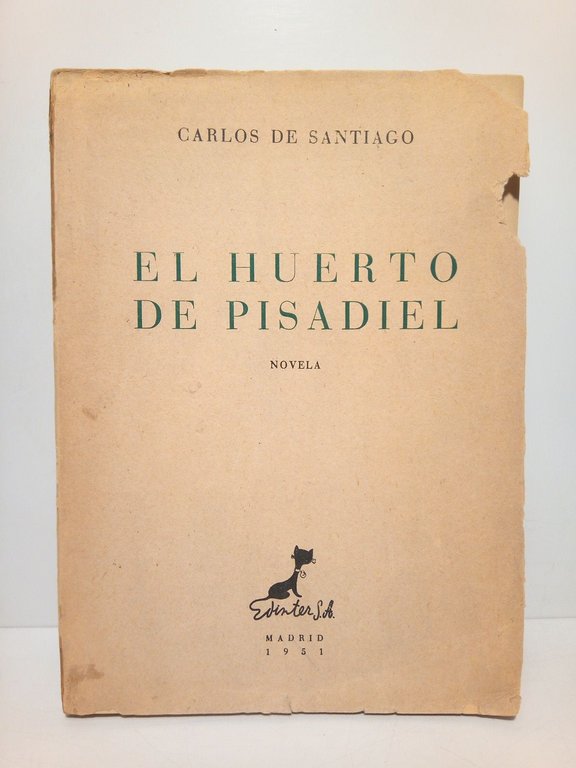 CARLOS DE SANTIAGO
EL HUERTO
DE PISADIEL
NOVELA
Edinter S.A.
MADRID
1951